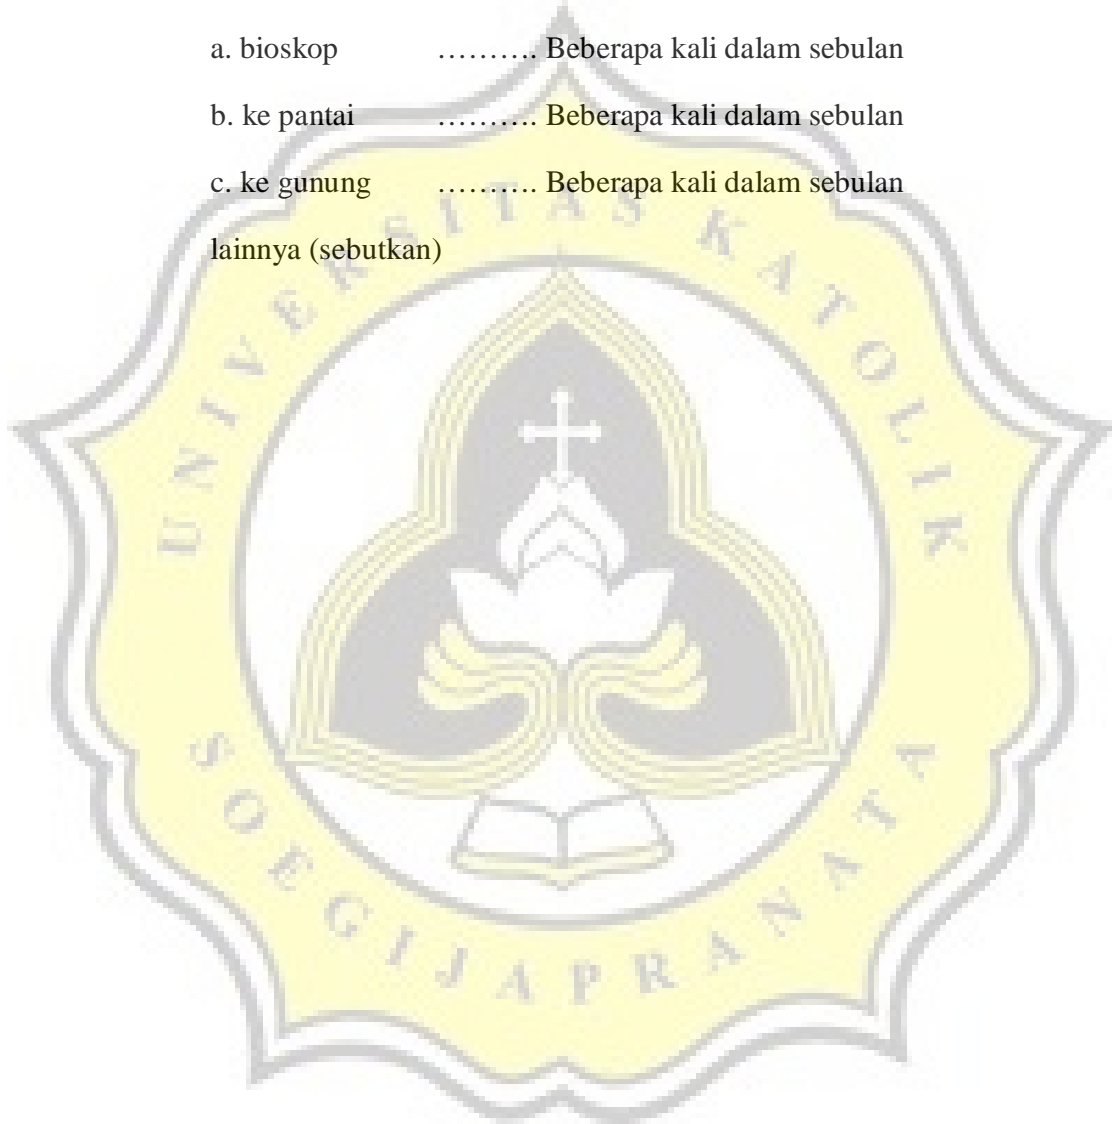 a. bioskop ………. Beberapa kali dalam sebulan
b. ke pantai ………. Beberapa kali dalam sebulan
c. ke gunung ………. Beberapa kali dalam sebulan
lainnya (sebutkan)
UNIVERSITAS KATOLIK
SOEGIJAPRANATA